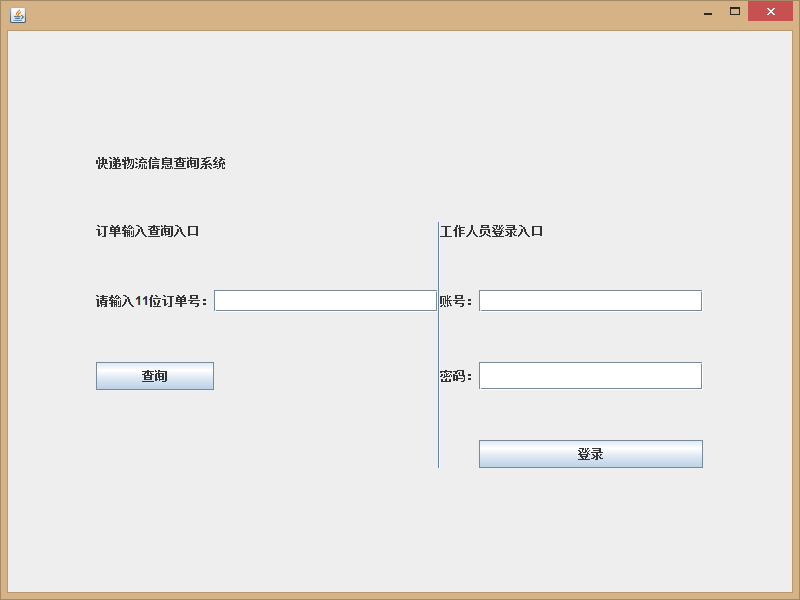 快递物流信息查询系统
订单输入查询入口
工作人员登录入口
请输入11位订单号：
账号：
查询
密码：
登录